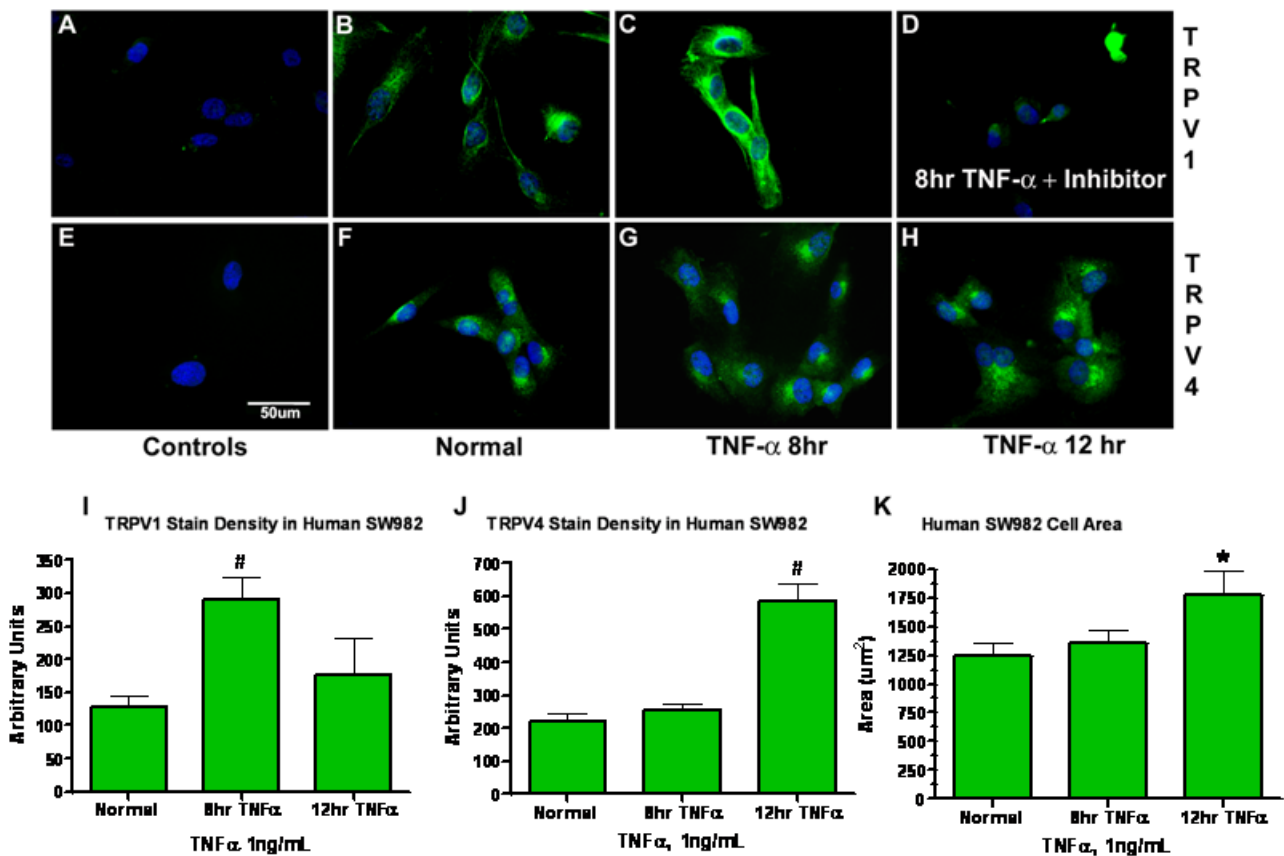 A
B
C
D
T
R
P
V
1
8hr TNF-α + Inhibitor
E
F
G
H
T
R
P
V
4
50um
Controls
Normal
TNF-α 8hr
TNF-α 12 hr
I
TRPV1 Stain Density in Human SW982
350
300
250
200
150
100
50
0
Arbitrary Units
#
Normal
8hr TNFα
12hr TNFα
TNFα 1ng/mL
J
TRPV4 Stain Density in Human SW982
700
600
500
400
300
200
100
0
Arbitrary Units
#
Normal
8hr TNFα
12hr TNFα
TNFα, 1ng/mL
K
Human SW982 Cell Area
2000
1750
1500
1250
1000
750
500
250
0
Area (um²)
*
Normal
8hr TNFα
12hr TNFα
TNFα, 1ng/mL